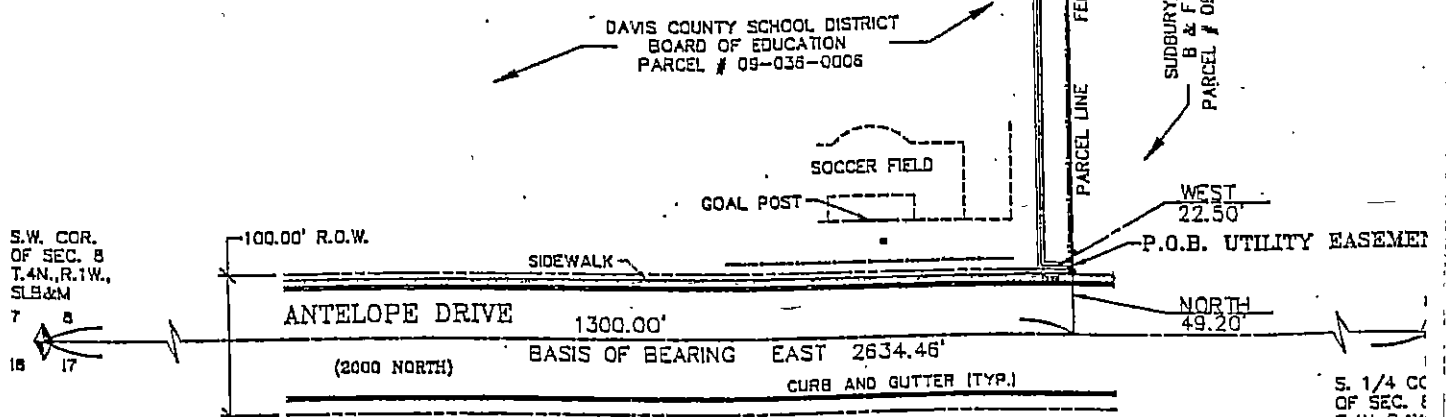 DAVIS COUNTY SCHOOL DISTRICT
BOARD OF EDUCATION
PARCEL # 09-036-0006
PARCEL LINE
SUDBURY
B & F
PARCEL #
SOCCER FIELD
GOAL POST
WEST
22.50'
P.O.B. UTILITY EASEMEN
S.W. COR.
OF SEC. 8
T.4N.,R.1W.,
SLB&M
100.00' R.O.W.
SIDEWALK
NORTH
49.20'
7 8
18 17
ANTELOPE DRIVE
1300.00'
BASIS OF BEARING EAST 2634.46'
(2000 NORTH)
CURB AND GUTTER (TYP.)
S. 1/4 CO
OF SEC.